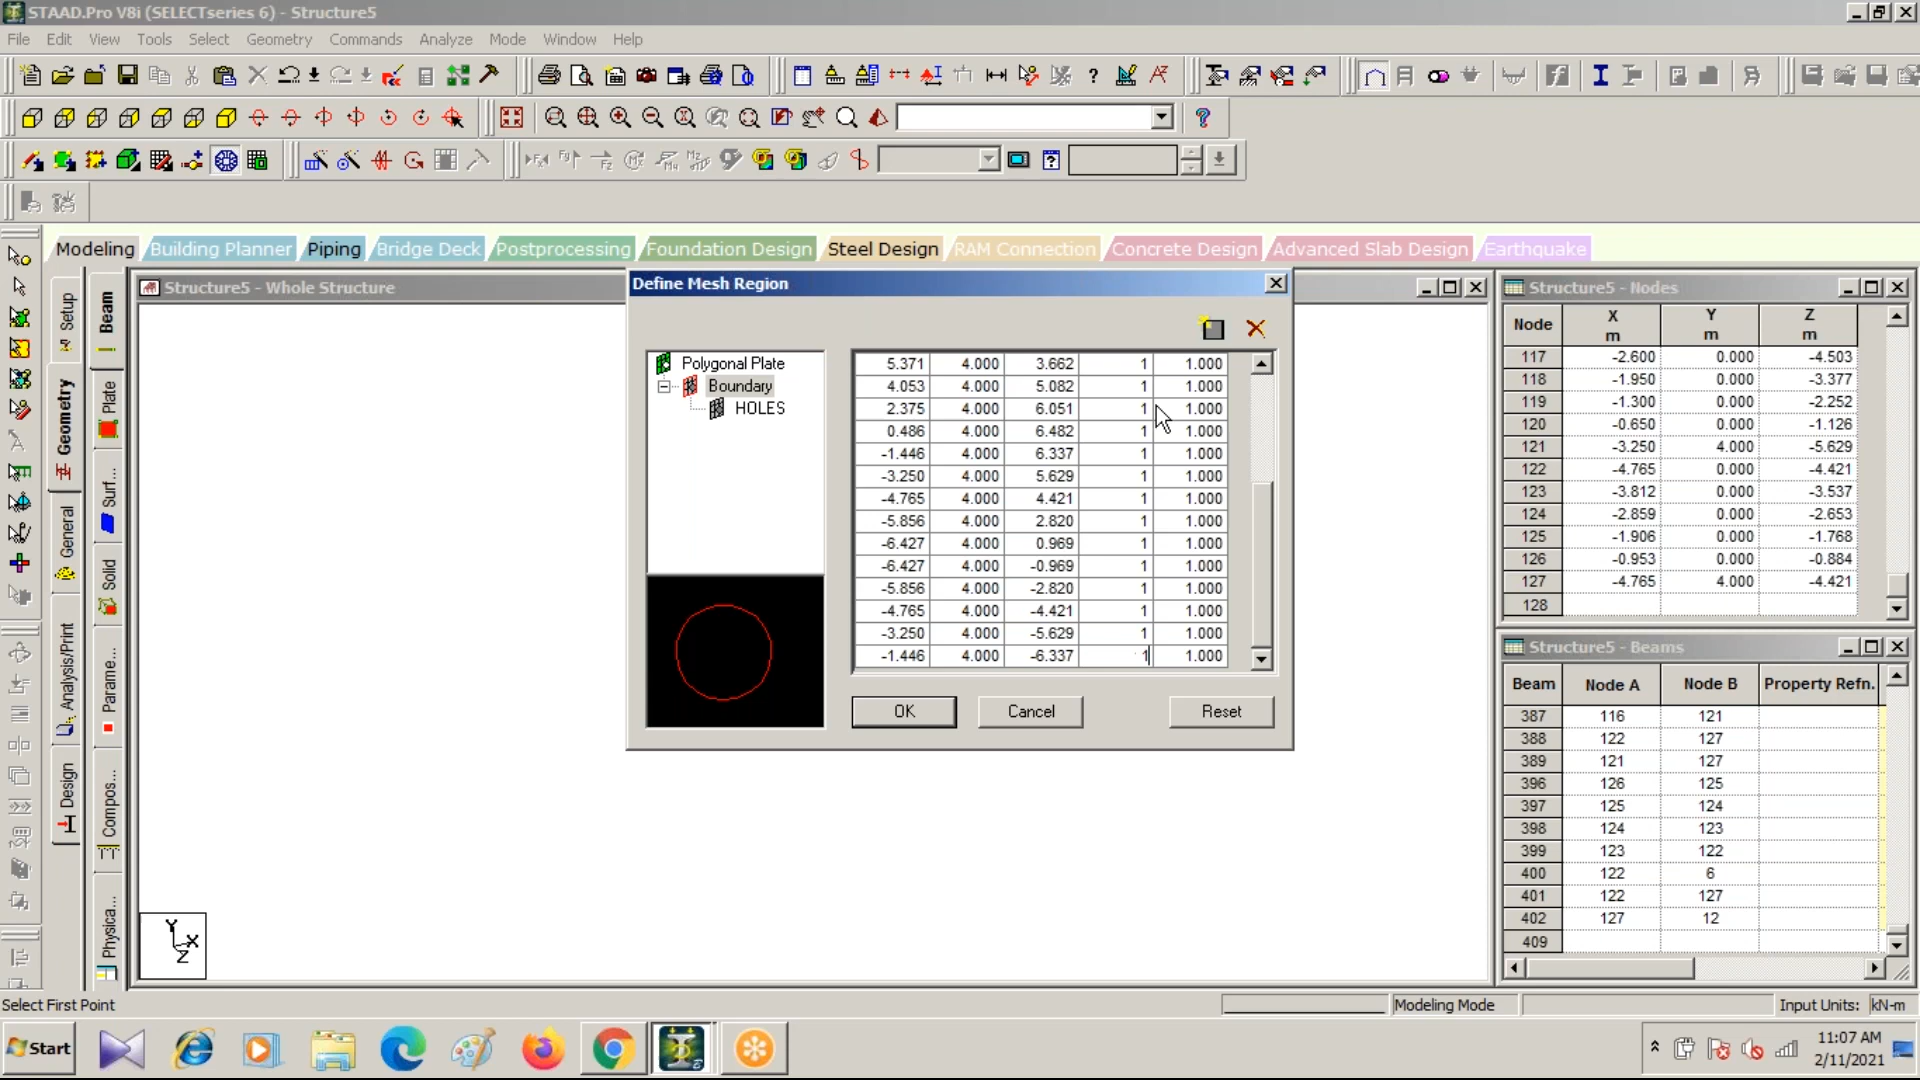 STAAD.Pro V8i (SELECTseries 6) - Structure5
File Edit View Tools Select Geometry Commands Analyze Mode Window Help
Modeling Building Planner Piping Bridge Deck Postprocessing Foundation Design Steel Design RAM Connection Concrete Design Advanced Slab Design Earthquake
Setup
Geometry
General
Analysis/Print
Design
Beam
Plate
Surf...
Solid
Parame...
Compos...
Physica...
Structure5 - Whole Structure
Y
X
Z
Define Mesh Region
Polygonal Plate
Boundary
HOLES
5.371 4.000 3.662 1 1.000
4.053 4.000 5.082 1 1.000
2.375 4.000 6.051 1 1.000
0.486 4.000 6.482 1 1.000
-1.446 4.000 6.337 1 1.000
-3.250 4.000 5.629 1 1.000
-4.765 4.000 4.421 1 1.000
-5.856 4.000 2.820 1 1.000
-6.427 4.000 0.969 1 1.000
-6.427 4.000 -0.969 1 1.000
-5.856 4.000 -2.820 1 1.000
-4.765 4.000 -4.421 1 1.000
-3.250 4.000 -5.629 1 1.000
-1.446 4.000 -6.337 1 1.000
OK Cancel Reset
Structure5 - Nodes
Node X m Y m Z m
117 -2.600 0.000 -4.503
118 -1.950 0.000 -3.377
119 -1.300 0.000 -2.252
120 -0.650 0.000 -1.126
121 -3.250 4.000 -5.629
122 -4.765 0.000 -4.421
123 -3.812 0.000 -3.537
124 -2.859 0.000 -2.653
125 -1.906 0.000 -1.768
126 -0.953 0.000 -0.884
127 -4.765 4.000 -4.421
128
Structure5 - Beams
Beam Node A Node B Property Refn.
387 116 121
388 122 127
389 121 127
396 126 125
397 125 124
398 124 123
399 123 122
400 122 6
401 122 127
402 127 12
409
Select First Point
Modeling Mode
Input Units: kN-m
Start
11:07 AM
2/11/2021